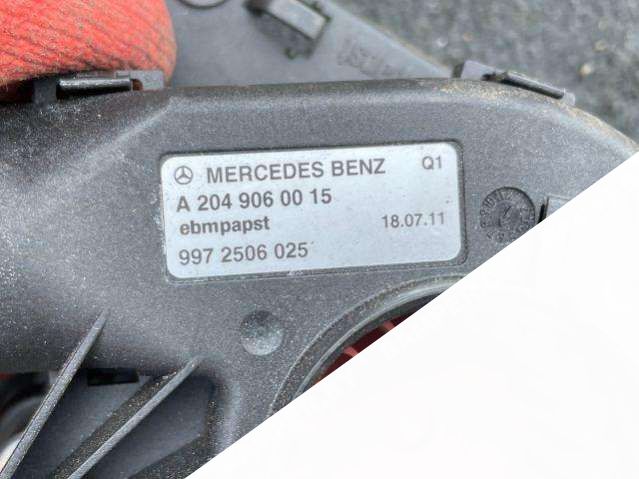 MERCEDES BENZ Q1
A 204 906 00 15
ebmpapst 18.07.11
997 2506 025